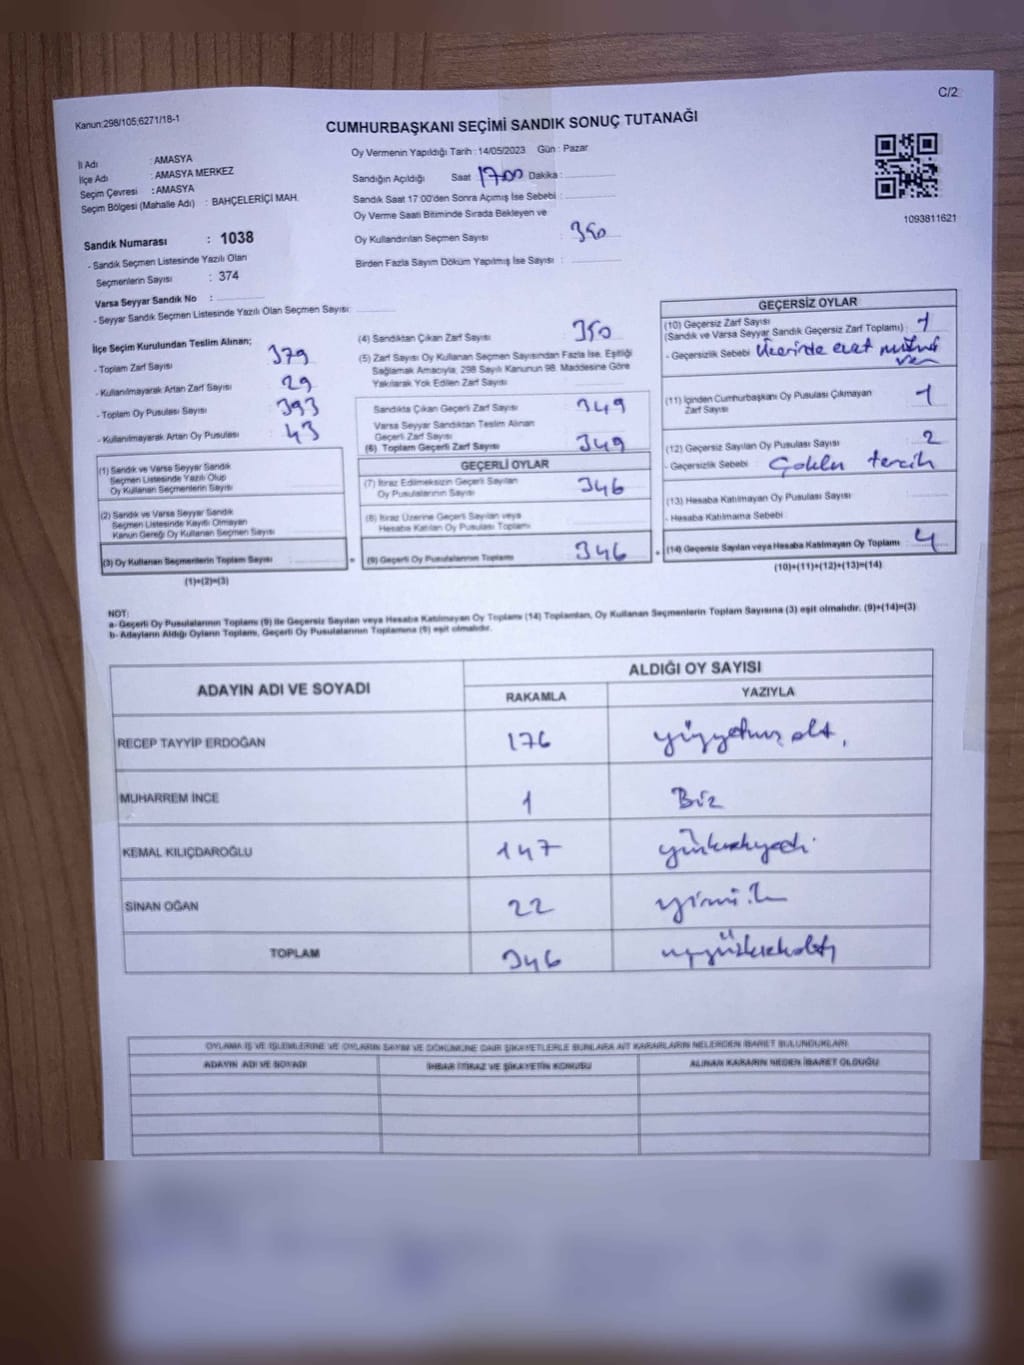 C/2
Kanun:298/105;6271/18-1
CUMHURBAŞKANI SEÇİMİ SANDIK SONUÇ TUTANAĞI
İl Adı : AMASYA
İlçe Adı : AMASYA MERKEZ
Seçim Çevresi : AMASYA
Seçim Bölgesi (Mahalle Adı) : BAHÇELERİÇİ MAH.
Oy Vermenin Yapıldığı Tarih : 14/05/2023 Gün : Pazar
Sandığın Açıldığı Saat 17:00 Dakika :
Sandık Saat 17:00'den Sonra Açılmış İse Sebebi :
Oy Verme Saati Bitiminde Sırada Bekleyen ve
Oy Kullandırılan Seçmen Sayısı : 350
Birden Fazla Sayım Döküm Yapılmış İse Sayısı :
1093811621
Sandık Numarası : 1038
- Sandık Seçmen Listesinde Yazılı Olan
Seçmenlerin Sayısı : 374
Varsa Seyyar Sandık No :
- Seyyar Sandık Seçmen Listesinde Yazılı Olan Seçmen Sayısı:
İlçe Seçim Kurulundan Teslim Alınan;
- Toplam Zarf Sayısı 379
- Kullanılmayarak Artan Zarf Sayısı 29
- Toplam Oy Pusulası Sayısı 393
- Kullanılmayarak Artan Oy Pusulası 43
(1) Sandık ve Varsa Seyyar Sandık
Seçmen Listesinde Yazılı Olup
Oy Kullanan Seçmenlerin Sayısı
(2) Sandık ve Varsa Seyyar Sandık
Seçmen Listesinde Kayıtlı Olmayan
Kanun Gereği Oy Kullanan Seçmen Sayısı
(3) Oy Kullanan Seçmenlerin Toplam Sayısı :
(1)+(2)=(3)
(4) Sandıktan Çıkan Zarf Sayısı : 350
(5) Zarf Sayısı Oy Kullanan Seçmen Sayısından Fazla İse, Eşitliği
Sağlamak Amacıyla, 298 Sayılı Kanunun 98. Maddesine Göre
Yakılarak Yok Edilen Zarf Sayısı
Sandıkta Çıkan Geçerli Zarf Sayısı : 349
Varsa Seyyar Sandıktan Teslim Alınan
Geçerli Zarf Sayısı
(6) Toplam Geçerli Zarf Sayısı : 349
GEÇERLİ OYLAR
(7) İtiraz Edilmeksizin Geçerli Sayılan
Oy Pusulalarının Sayısı : 346
(8) İtiraz Üzerine Geçerli Sayılan veya
Hesaba Katılan Oy Pusulası Toplamı
(9) Geçerli Oy Pusulalarının Toplamı : 346
GEÇERSİZ OYLAR
(10) Geçersiz Zarf Sayısı
(Sandık ve Varsa Seyyar Sandık Geçersiz Zarf Toplamı) : 1
- Geçersizlik Sebebi : Üzerinde evet mührü
var
(11) İçinden Cumhurbaşkanı Oy Pusulası Çıkmayan
Zarf Sayısı 1
(12) Geçersiz Sayılan Oy Pusulası Sayısı : 2
- Geçersizlik Sebebi : Çoklu tercih
(13) Hesaba Katılmayan Oy Pusulası Sayısı :
- Hesaba Katılmama Sebebi :
(14) Geçersiz Sayılan veya Hesaba Katılmayan Oy Toplamı : 4
(10)+(11)+(12)+(13)=(14)
NOT:
a- Geçerli Oy Pusulalarının Toplamı (9) ile Geçersiz Sayılan veya Hesaba Katılmayan Oy Toplamı (14) Toplamları, Oy Kullanan Seçmenlerin Toplam Sayısına (3) eşit olmalıdır. (9)+(14)=(3)
b- Adayların Aldığı Oyların Toplamı, Geçerli Oy Pusulalarının Toplamına (9) eşit olmalıdır.
ADAYIN ADI VE SOYADI
ALDIĞI OY SAYISI
RAKAMLA YAZIYLA
RECEP TAYYİP ERDOĞAN 176 yüzyetmiş altı
MUHARREM İNCE 1 Bir
KEMAL KILIÇDAROĞLU 147 yüzkırkyedi
SİNAN OĞAN 22 yirmi iki
TOPLAM 346 üçyüzkırkaltı
OYLAMA İŞ VE İŞLEMLERİNE VE OYLARIN SAYIM VE DÖKÜMÜNE DAİR ŞİKAYETLERLE BUNLARA AİT KARARLARIN NELERDEN İBARET BULUNDUKLARI
ADAYIN ADI VE SOYADI İHBAR İTİRAZ VE ŞİKAYETİN KONUSU ALINAN KARARIN NEDEN İBARET OLDUĞU